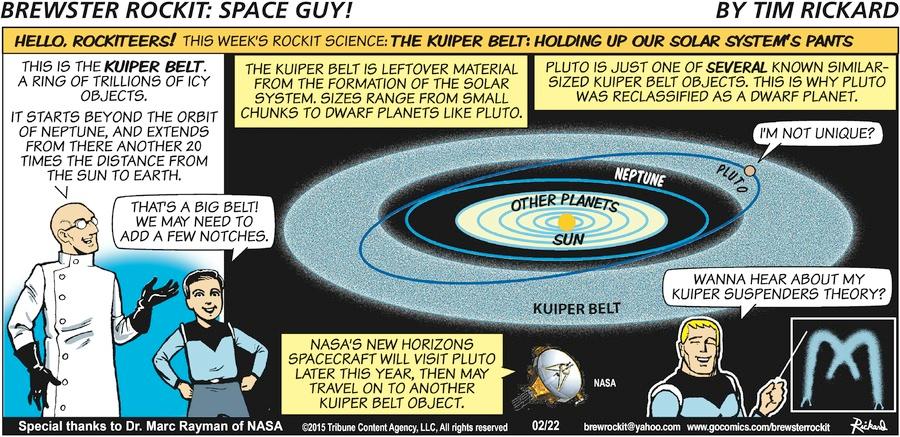 BREWSTER ROCKIT: SPACE GUY!
BY TIM RICKARD
HELLO, ROCKITEERS! THIS WEEK'S ROCKIT SCIENCE: THE KUIPER BELT: HOLDING UP OUR SOLAR SYSTEM'S PANTS
THIS IS THE KUIPER BELT.
A RING OF TRILLIONS OF ICY
OBJECTS.
IT STARTS BEYOND THE ORBIT
OF NEPTUNE, AND EXTENDS
FROM THERE ANOTHER 20
TIMES THE DISTANCE FROM
THE SUN TO EARTH.
THAT'S A BIG BELT!
WE MAY NEED TO
ADD A FEW NOTCHES.
THE KUIPER BELT IS LEFTOVER MATERIAL
FROM THE FORMATION OF THE SOLAR
SYSTEM. SIZES RANGE FROM SMALL
CHUNKS TO DWARF PLANETS LIKE PLUTO.
PLUTO IS JUST ONE OF SEVERAL KNOWN SIMILAR-
SIZED KUIPER BELT OBJECTS. THIS IS WHY PLUTO
WAS RECLASSIFIED AS A DWARF PLANET.
I'M NOT UNIQUE?
PLUTO
NEPTUNE
OTHER PLANETS
SUN
KUIPER BELT
WANNA HEAR ABOUT MY
KUIPER SUSPENDERS THEORY?
NASA'S NEW HORIZONS
SPACECRAFT WILL VISIT PLUTO
LATER THIS YEAR, THEN MAY
TRAVEL ON TO ANOTHER
KUIPER BELT OBJECT.
NASA
Special thanks to Dr. Marc Rayman of NASA
©2015 Tribune Content Agency, LLC, All rights reserved
02/22
brewrockit@yahoo.com www.gocomics.com/brewsterrockit
Rickard